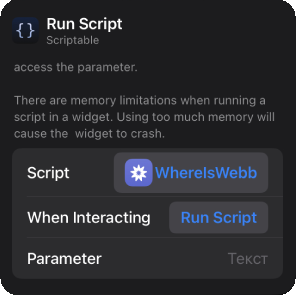 Run Script
Scriptable
access the parameter.
There are memory limitations when running a
script in a widget. Using too much memory will
cause the  widget to crash.
Script WhereIsWebb
When Interacting Run Script
Parameter Текст